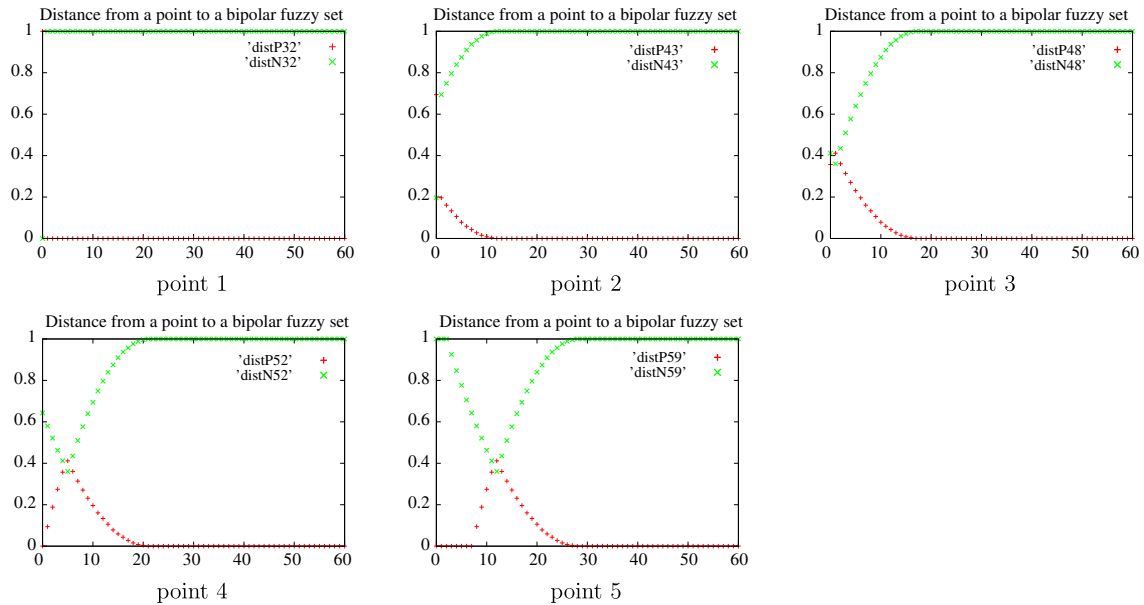 Distance from a point to a bipolar fuzzy set
'distP32'
'distN32'
1
0.8
0.6
0.4
0.2
0
0 10 20 30 40 50 60
point 1
Distance from a point to a bipolar fuzzy set
'distP43'
'distN43'
1
0.8
0.6
0.4
0.2
0
0 10 20 30 40 50 60
point 2
Distance from a point to a bipolar fuzzy set
'distP48'
'distN48'
1
0.8
0.6
0.4
0.2
0
0 10 20 30 40 50 60
point 3
Distance from a point to a bipolar fuzzy set
'distP52'
'distN52'
1
0.8
0.6
0.4
0.2
0
0 10 20 30 40 50 60
point 4
Distance from a point to a bipolar fuzzy set
'distP59'
'distN59'
1
0.8
0.6
0.4
0.2
0
0 10 20 30 40 50 60
point 5